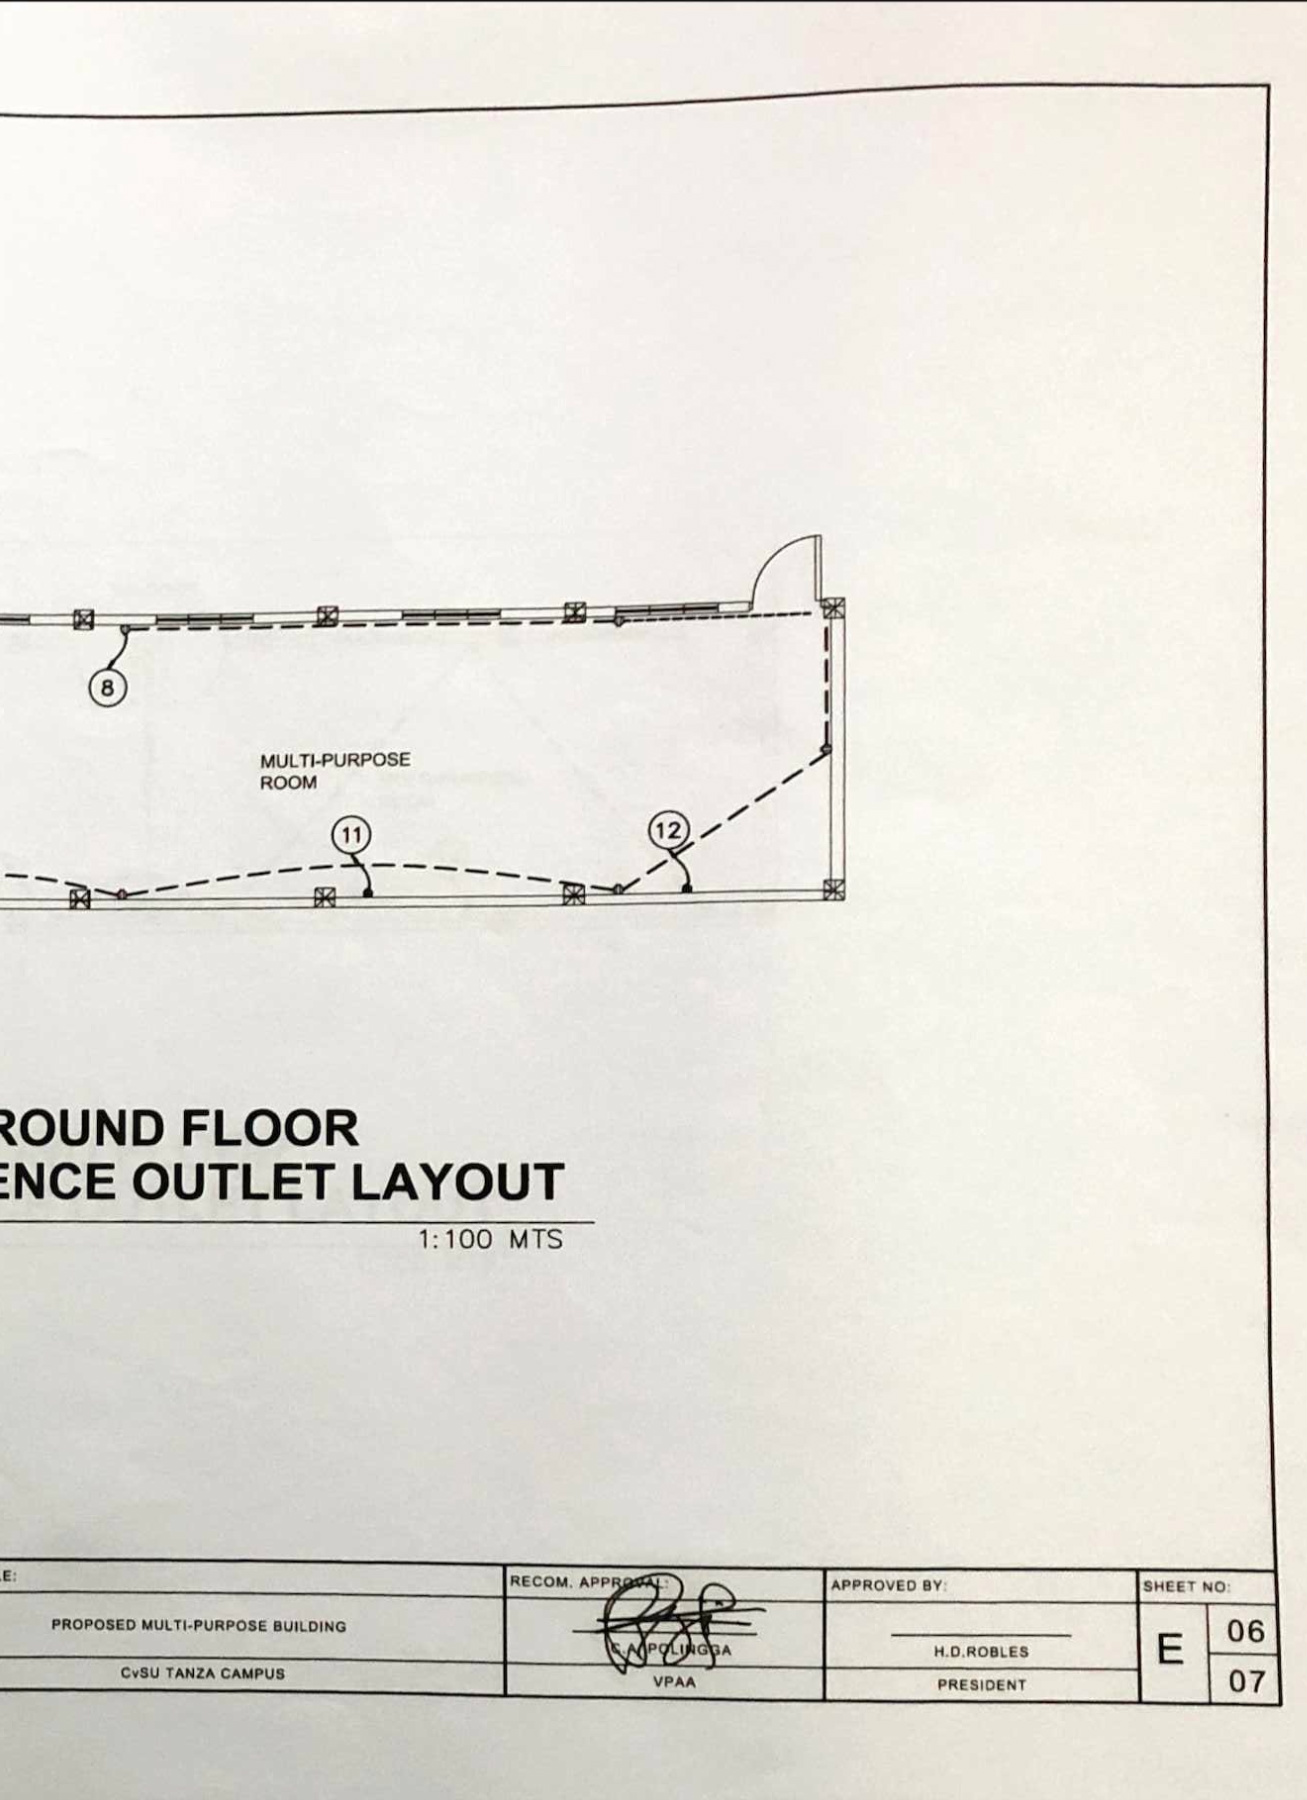 8
MULTI-PURPOSE
ROOM
11
12
ROUND FLOOR
ENCE OUTLET LAYOUT
1:100 MTS
E:
PROPOSED MULTI-PURPOSE BUILDING
CvSU TANZA CAMPUS
RECOM. APPROVAL:
C.A. POLINGGA
VPAA
APPROVED BY:
H.D.ROBLES
PRESIDENT
SHEET NO:
E
06
07